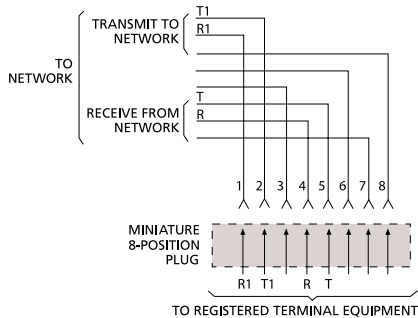 T1
TRANSMIT TO
NETWORK
R1
TO
NETWORK
T
RECEIVE FROM
NETWORK
R
1 2 3 4 5 6 7 8
MINIATURE
8-POSITION
PLUG
R1 T1 R T
TO REGISTERED TERMINAL EQUIPMENT